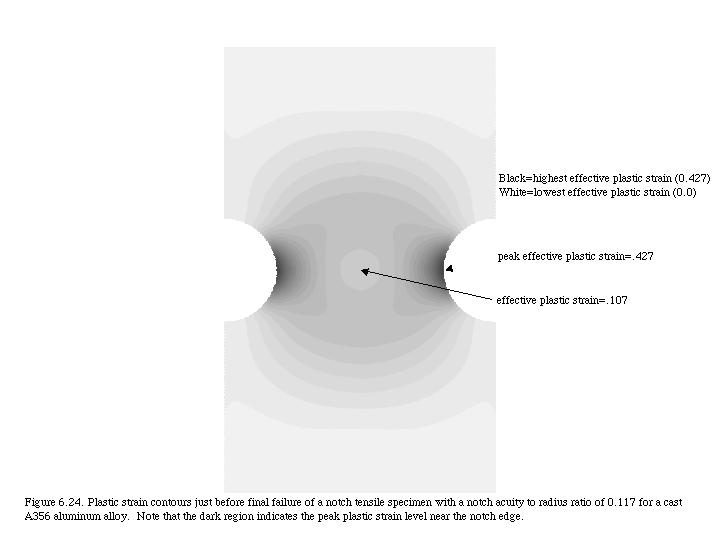 Black=highest effective plastic strain (0.427)
White=lowest effective plastic strain (0.0)
peak effective plastic strain=.427
effective plastic strain=.107
Figure 6.24. Plastic strain contours just before final failure of a notch tensile specimen with a notch acuity to radius ratio of 0.117 for a cast
A356 aluminum alloy. Note that the dark region indicates the peak plastic strain level near the notch edge.